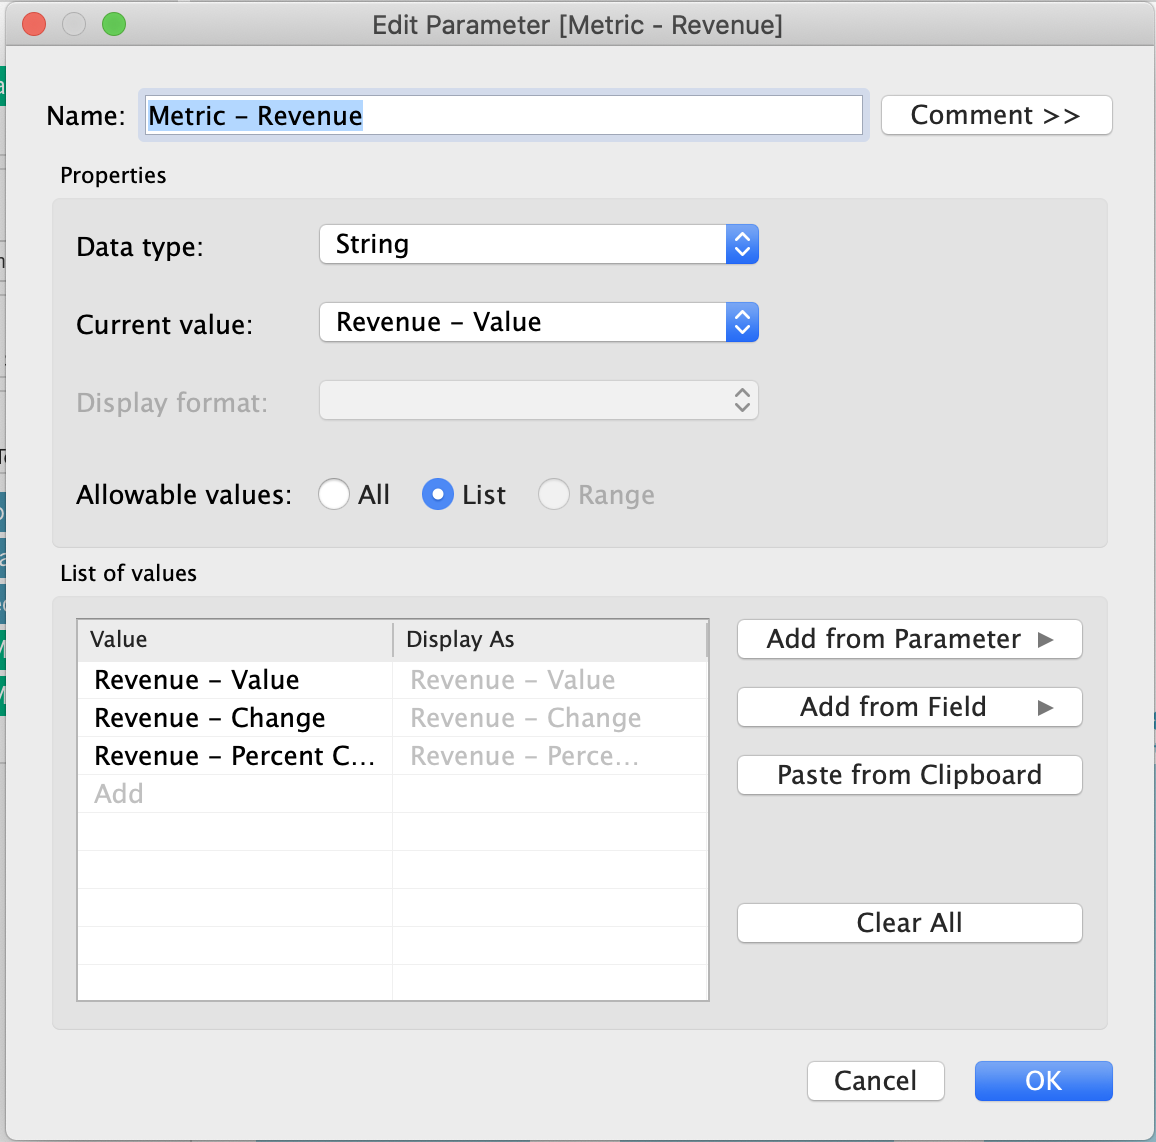 Edit Parameter [Metric - Revenue]
Name: Metric - Revenue Comment >>
Properties
Data type: String
Current value: Revenue - Value
Display format:
Allowable values: All List Range
List of values
Value Display As
Revenue - Value Revenue - Value
Revenue - Change Revenue - Change
Revenue - Percent C... Revenue - Perce...
Add
Add from Parameter ▶
Add from Field ▶
Paste from Clipboard
Clear All
Cancel OK